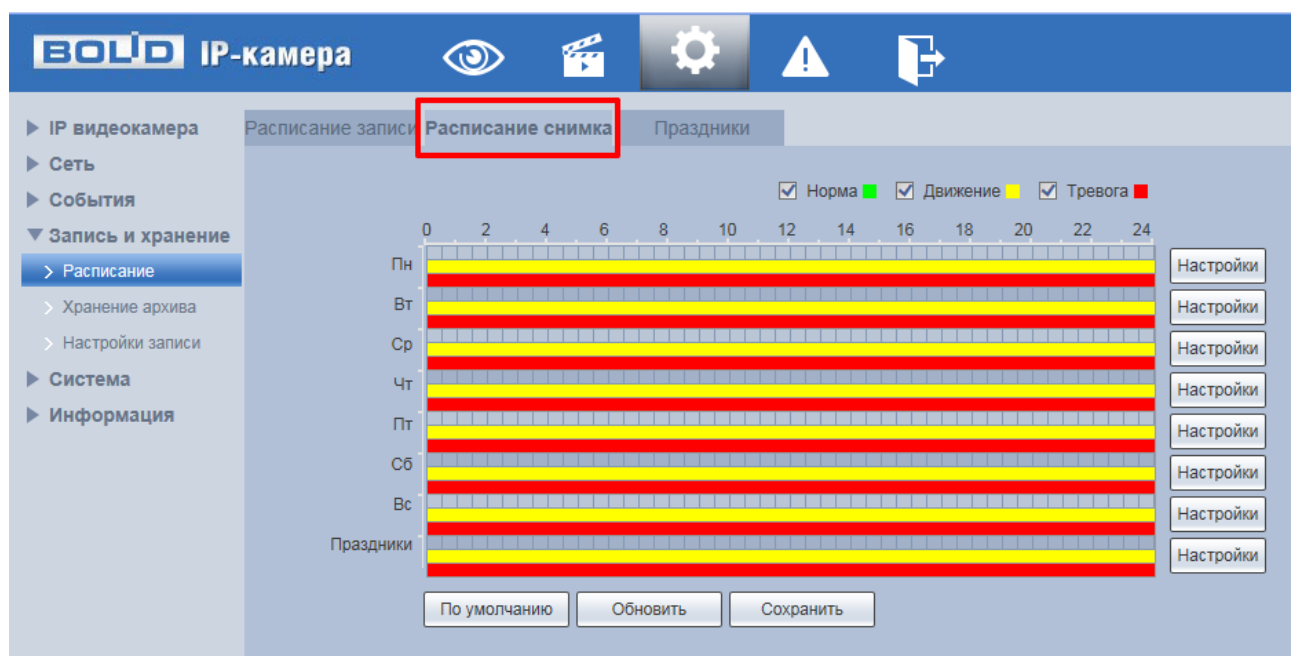 BOLID IP-камера
IP видеокамера
Сеть
События
Запись и хранение
Расписание
Хранение архива
Настройки записи
Система
Информация
Расписание записи Расписание снимка Праздники
Норма Движение Тревога
0 2 4 6 8 10 12 14 16 18 20 22 24
Пн Настройки
Вт Настройки
Ср Настройки
Чт Настройки
Пт Настройки
Сб Настройки
Вс Настройки
Праздники Настройки
По умолчанию Обновить Сохранить